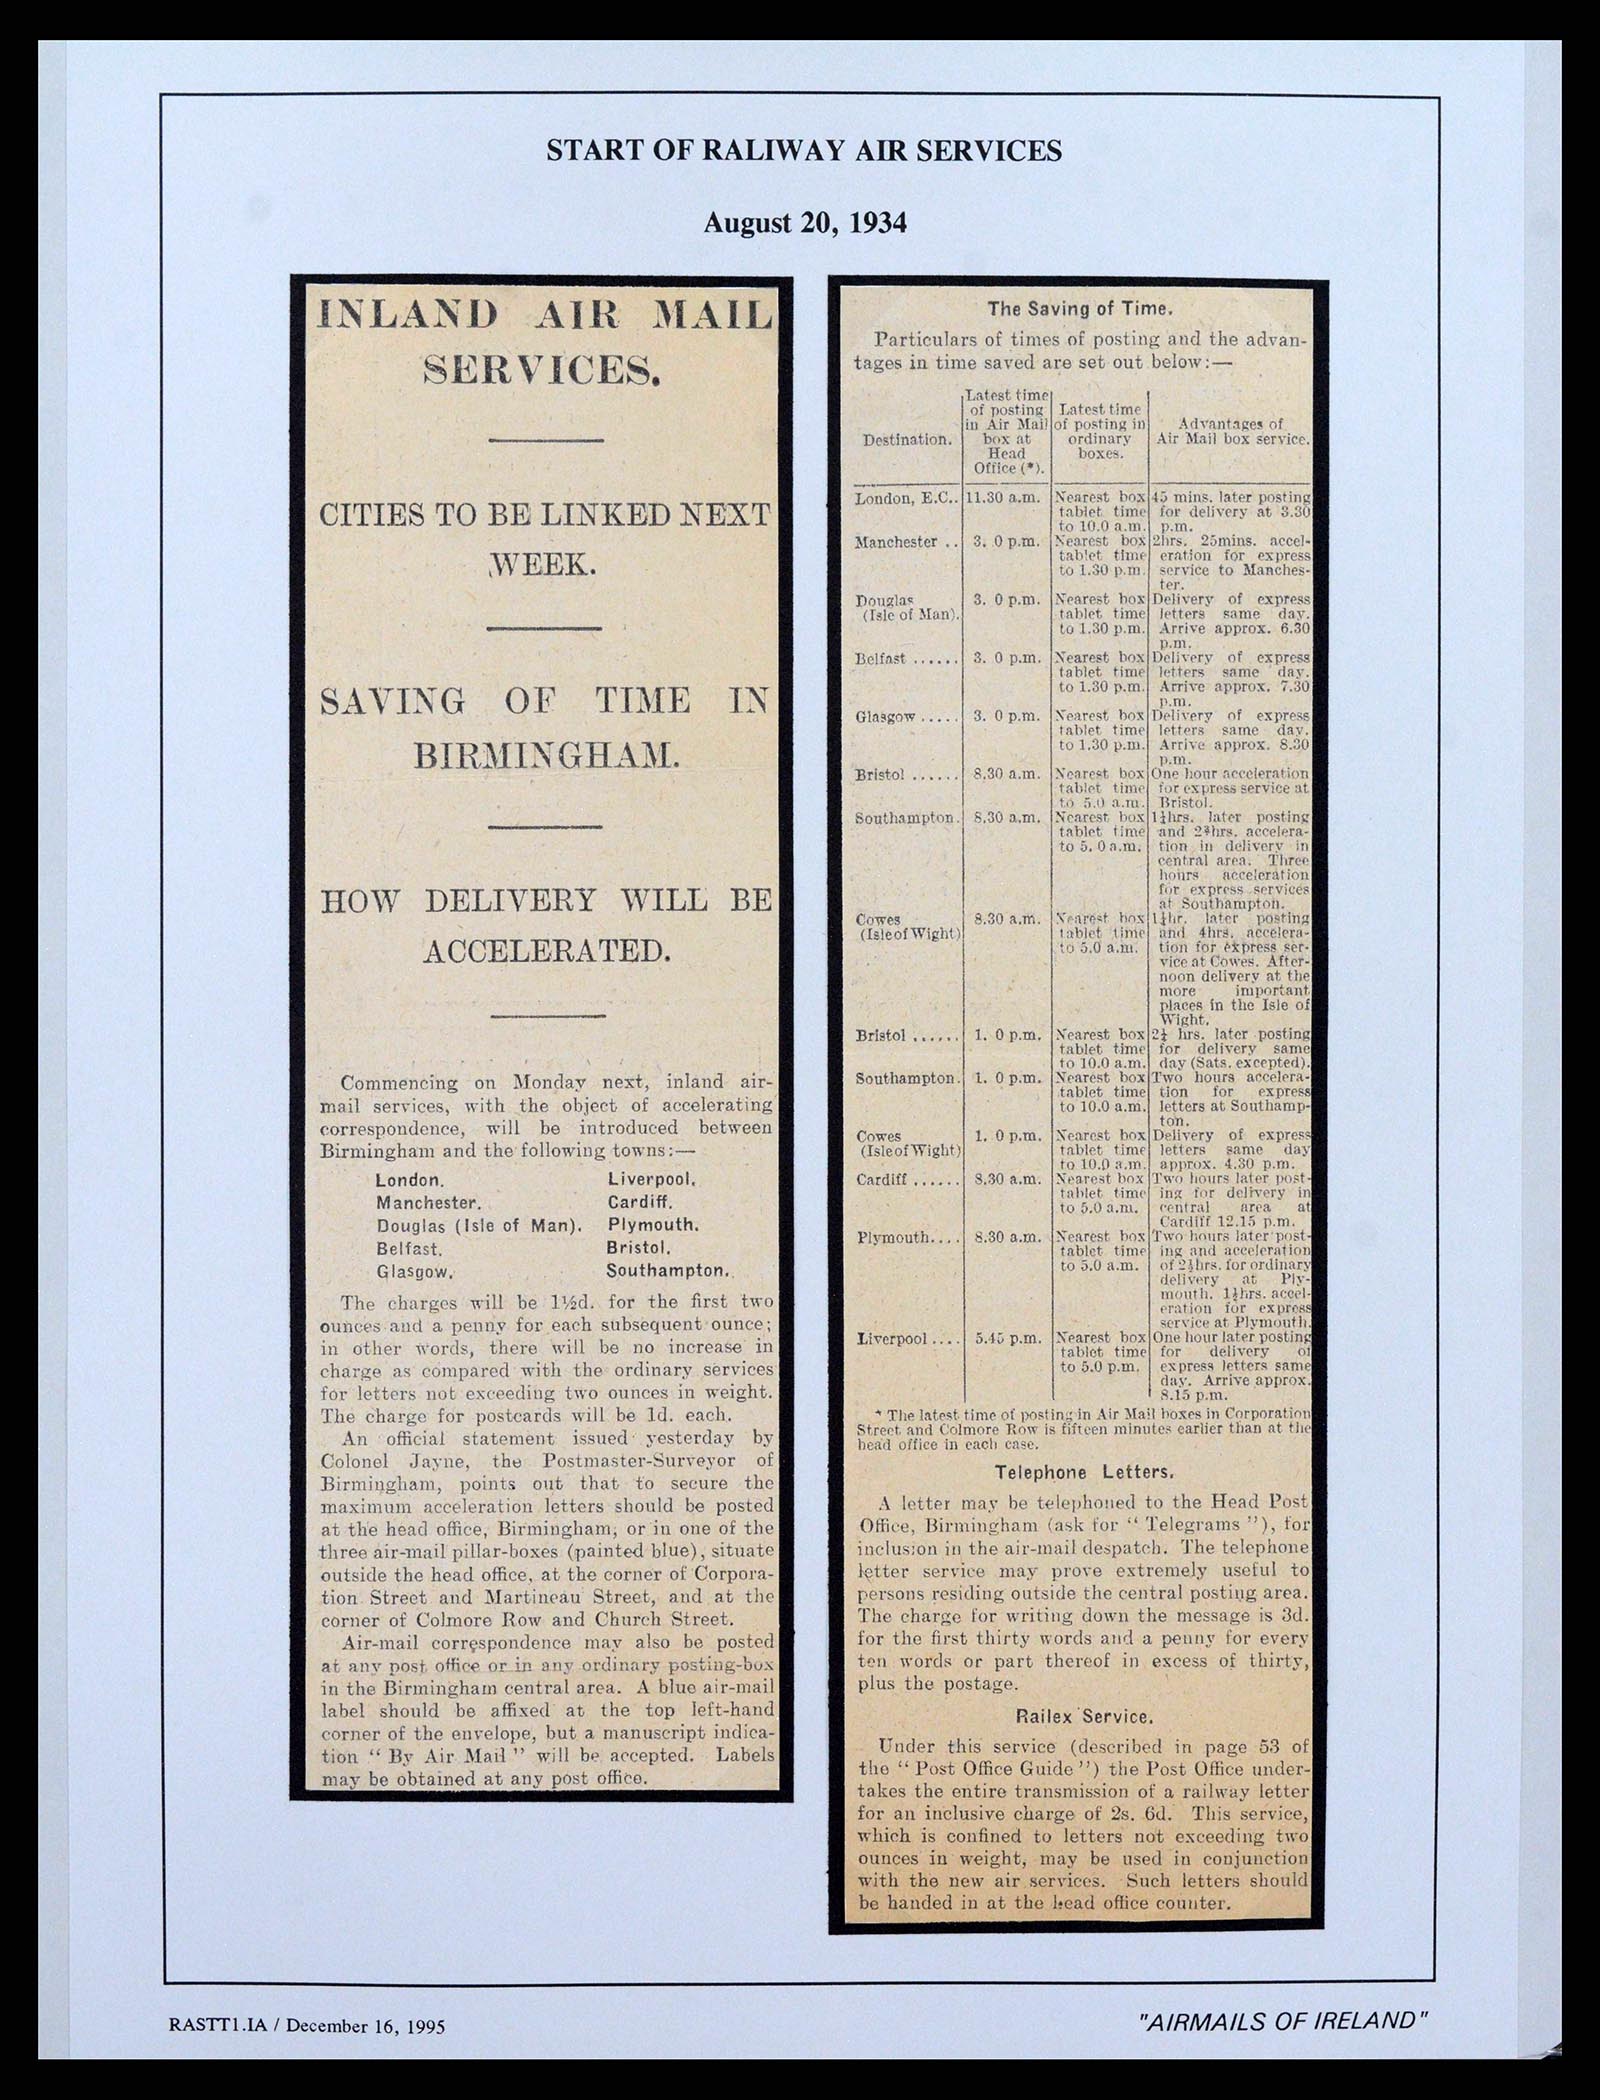 START OF RALIWAY AIR SERVICES
August 20, 1934
INLAND AIR MAIL
SERVICES.
CITIES TO BE LINKED NEXT
WEEK.
SAVING OF TIME IN
BIRMINGHAM.
HOW DELIVERY WILL BE
ACCELERATED.
Commencing on Monday next, inland air-
mail services, with the object of accelerating
correspondence, will be introduced between
Birmingham and the following towns:—
London. Liverpool.
Manchester. Cardiff.
Douglas (Isle of Man). Plymouth.
Belfast. Bristol.
Glasgow. Southampton.
The charges will be 1½d. for the first two
ounces and a penny for each subsequent ounce;
in other words, there will be no increase in
charge as compared with the ordinary services
for letters not exceeding two ounces in weight.
The charge for postcards will be 1d. each.
An official statement issued yesterday by
Colonel Jayne, the Postmaster-Surveyor of
Birmingham, points out that to secure the
maximum acceleration letters should be posted
at the head office, Birmingham, or in one of the
three air-mail pillar-boxes (painted blue), situate
outside the head office, at the corner of Corpora-
tion Street and Martineau Street, and at the
corner of Colmore Row and Church Street.
Air-mail correspondence may also be posted
at any post office or in any ordinary posting-box
in the Birmingham central area. A blue air-mail
label should be affixed at the top left-hand
corner of the envelope, but a manuscript indica-
tion “ By Air Mail ” will be accepted. Labels
may be obtained at any post office.
The Saving of Time.
Particulars of times of posting and the advan-
tages in time saved are set out below:—
Destination.
Latest time
of posting
in Air Mail
box at
Head
Office (*).
Latest time
of posting in
ordinary
boxes.
Advantages of
Air Mail box service.
London, E.C.. 11.30 a.m. Nearest box 45 mins. later posting
tablet time for delivery at 3.30
to 10.0 a.m. p.m.
Manchester .. 3. 0 p.m. Nearest box 2hrs. 25mins. accel-
tablet time eration for express
to 1.30 p.m. service to Manches-
ter.
Douglas 3. 0 p.m. Nearest box Delivery of express
(Isle of Man). tablet time letters same day.
to 1.30 p.m. Arrive approx. 6.30
p.m.
Belfast ...... 3. 0 p.m. Nearest box Delivery of express
tablet time letters same day.
to 1.30 p.m. Arrive approx. 7.30
p.m.
Glasgow ..... 3. 0 p.m. Nearest box Delivery of express
tablet time letters same day.
to 1.30 p.m. Arrive approx. 8.30
p.m.
Bristol ...... 8.30 a.m. Nearest box One hour acceleration
tablet time for express service at
to 5.0 a.m. Bristol.
Southampton. 8.30 a.m. Nearest box later posting
tablet time and accelera-
to 5. 0 a.m. tion in delivery in
central area. Three
hours acceleration
for express services
at Southampton.
Cowes 8.30 a.m. Nearest box later posting
(Isle of Wight) tablet time and 4hrs. accelera-
to 5.0 a.m. tion for express ser-
vice at Cowes. After-
noon delivery at the
more important
places in the Isle of
Wight.
Bristol ...... 1. 0 p.m. Nearest box hrs. later posting
tablet time for delivery same
to 10.0 a.m. day (Sats. excepted).
Southampton. 1. 0 p.m. Nearest box Two hours accelera-
tablet time tion for express
to 10.0 a.m. letters at Southamp-
ton.
Cowes 1. 0 p.m. Nearest box Delivery of express
(Isle of Wight) tablet time letters same day
to 10.0 a.m. approx. 4.30 p.m.
Cardiff ...... 8.30 a.m. Nearest box Two hours later post-
tablet time ing for delivery in
to 5.0 a.m. central area at
Cardiff 12.15 p.m.
Plymouth.... 8.30 a.m. Nearest box Two hours later post-
tablet time ing and acceleration
to 5.0 a.m. of for ordinary
delivery at Ply-
mouth. accel-
eration for express
service at Plymouth.
Liverpool .... 5.45 p.m. Nearest box One hour later posting
tablet time for delivery of
to 5.0 p.m. express letters same
day. Arrive approx.
8.15 p.m.
* The latest time of posting in Air Mail boxes in Corporation
Street and Colmore Row is fifteen minutes earlier than at the
head office in each case.
Telephone Letters.
A letter may be telephoned to the Head Post
Office, Birmingham (ask for “ Telegrams ”), for
inclusion in the air-mail despatch. The telephone
letter service may prove extremely useful to
persons residing outside the central posting area.
The charge for writing down the message is 3d.
for the first thirty words and a penny for every
ten words or part thereof in excess of thirty,
plus the postage.
Railex Service.
Under this service (described in page 53 of
the “ Post Office Guide ”) the Post Office under-
takes the entire transmission of a railway letter
for an inclusive charge of 2s. 6d. This service,
which is confined to letters not exceeding two
ounces in weight, may be used in conjunction
with the new air services. Such letters should
be handed in at the head office counter.
RASTT1.IA / December 16, 1995
"AIRMAILS OF IRELAND"